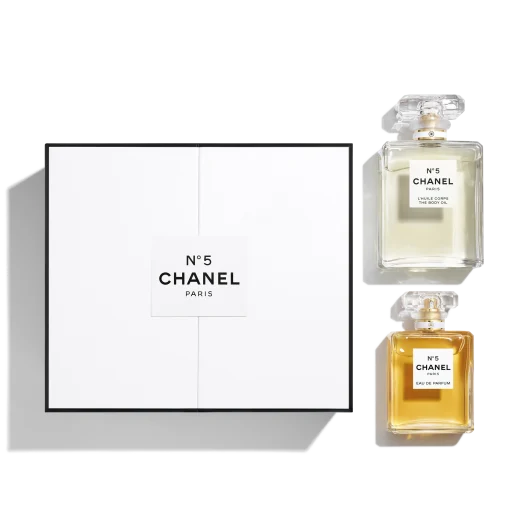 N°5
CHANEL
PARIS
N°5
CHANEL
PARIS
L'HUILE CORPS
THE BODY OIL
N°5
CHANEL
PARIS
EAU DE PARFUM